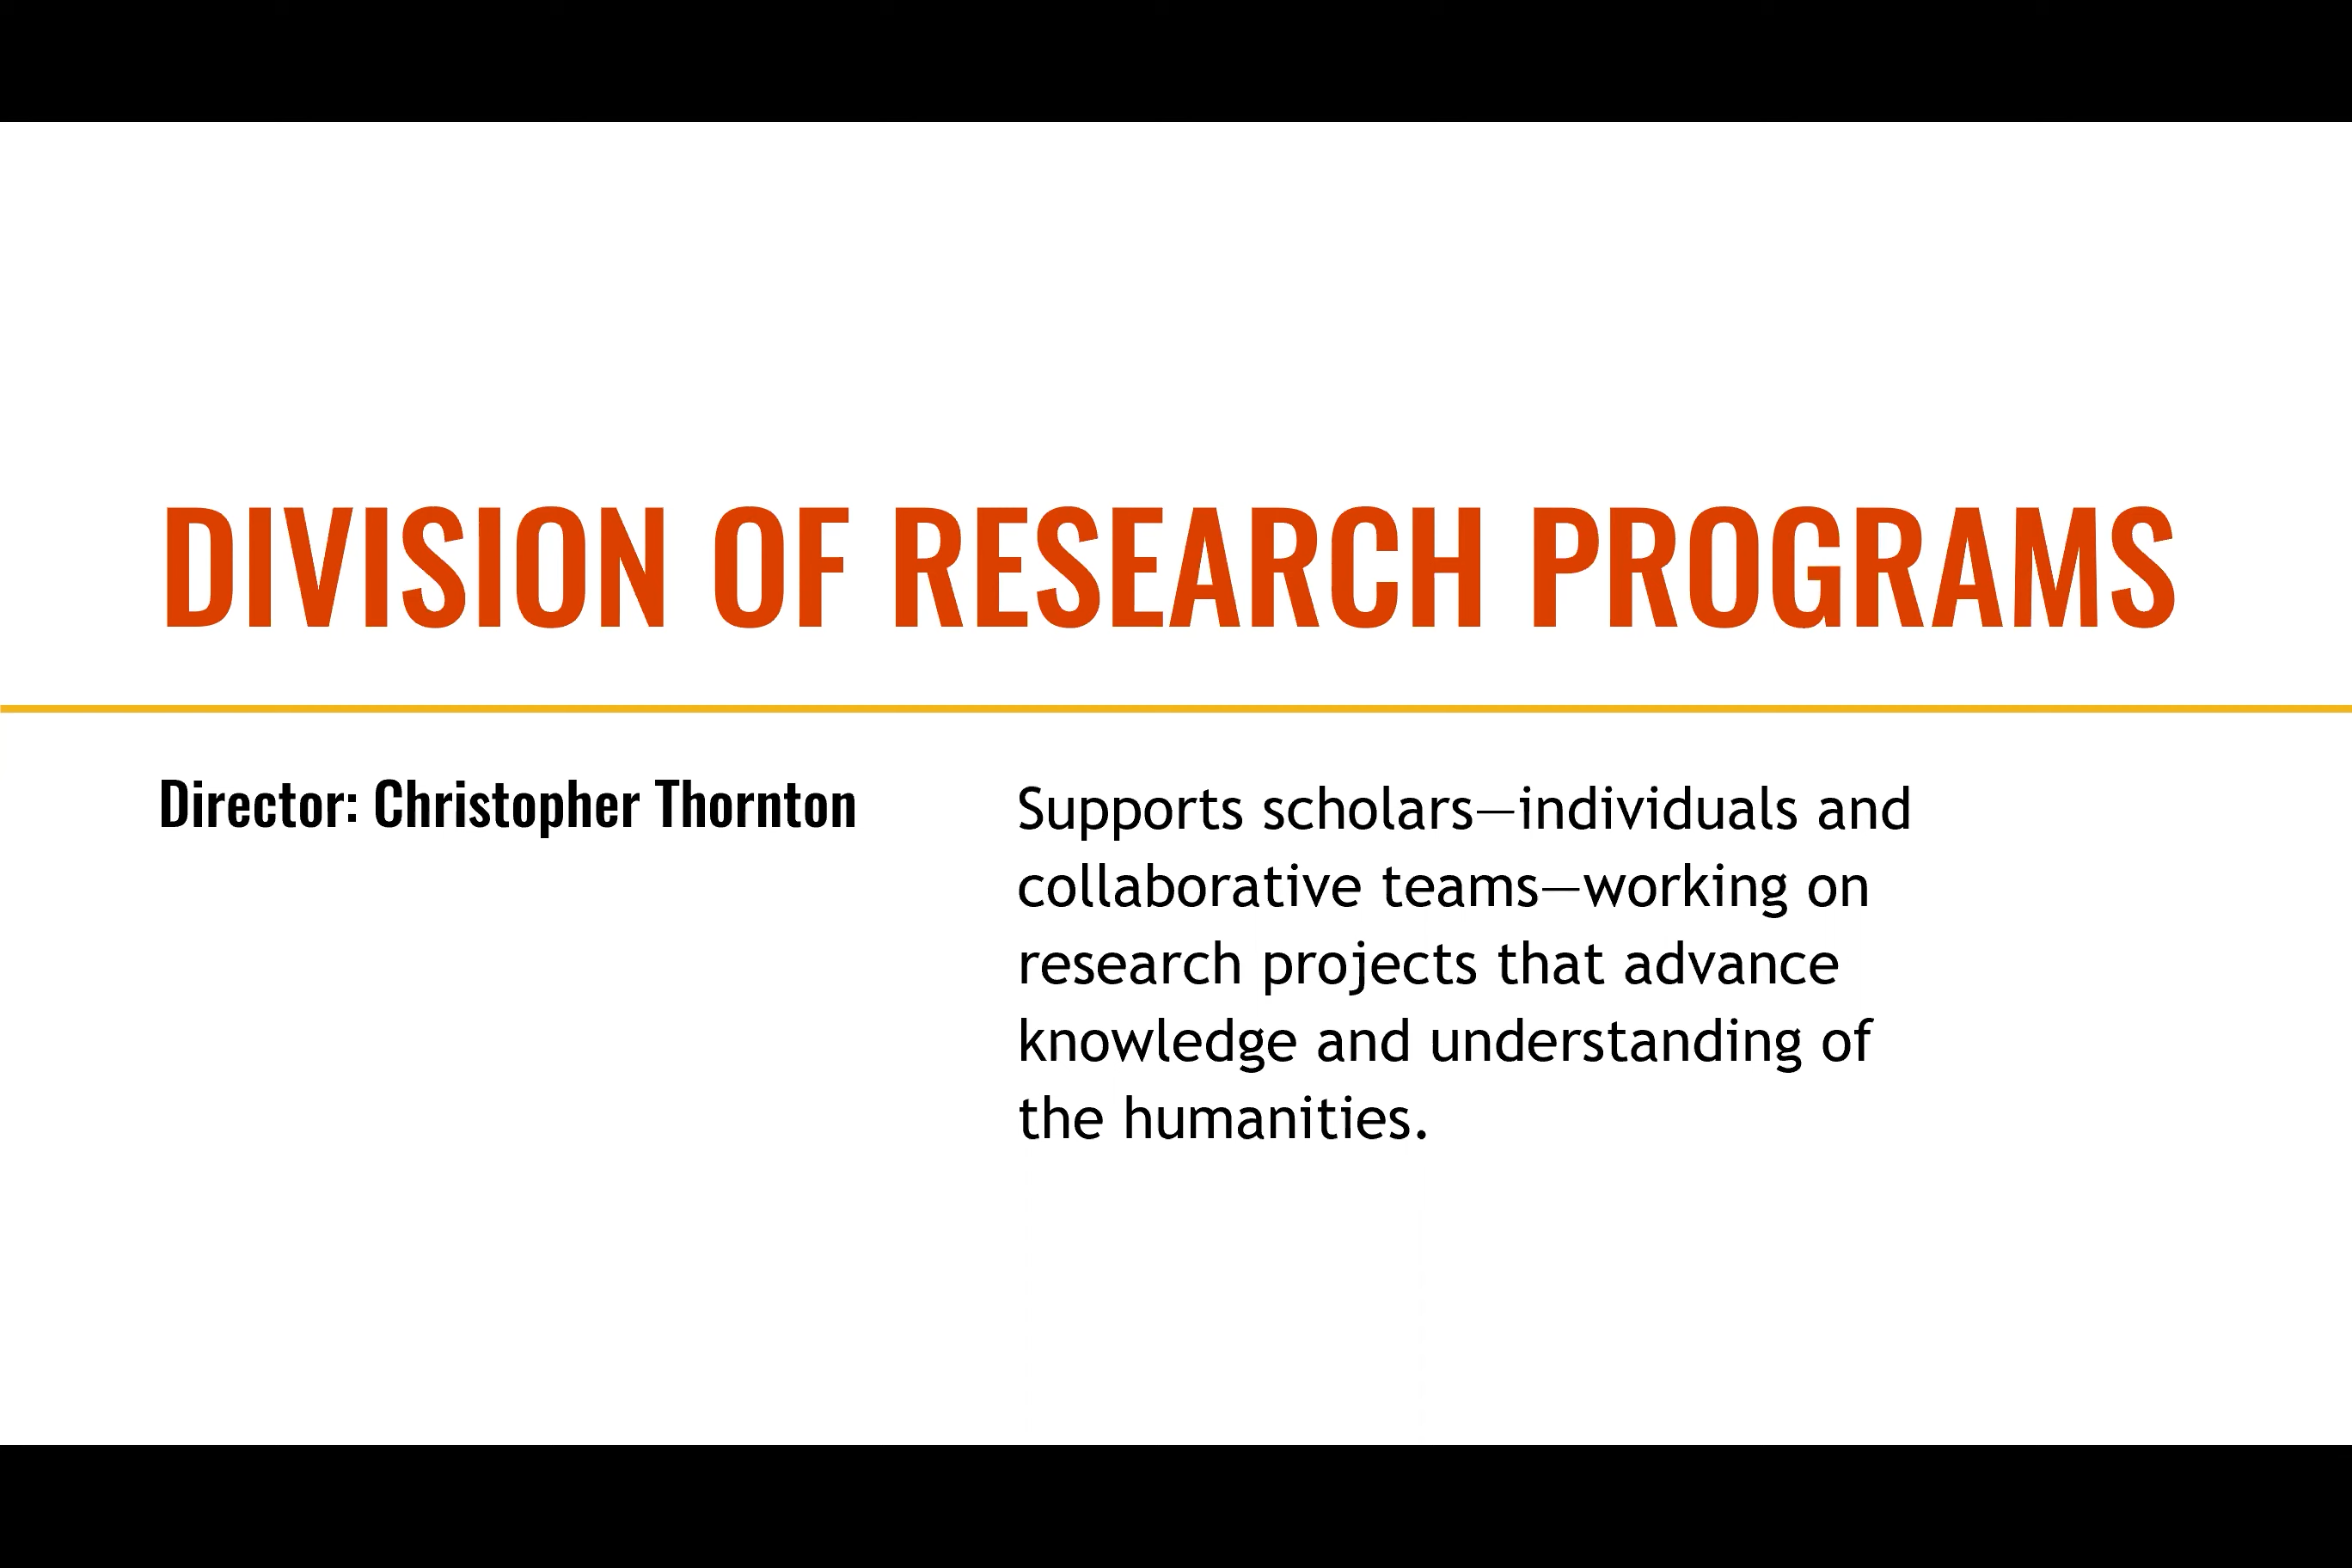 DIVISION OF RESEARCH PROGRAMS
Director: Christopher Thornton
Supports scholars—individuals and
collaborative teams—working on
research projects that advance
knowledge and understanding of
the humanities.